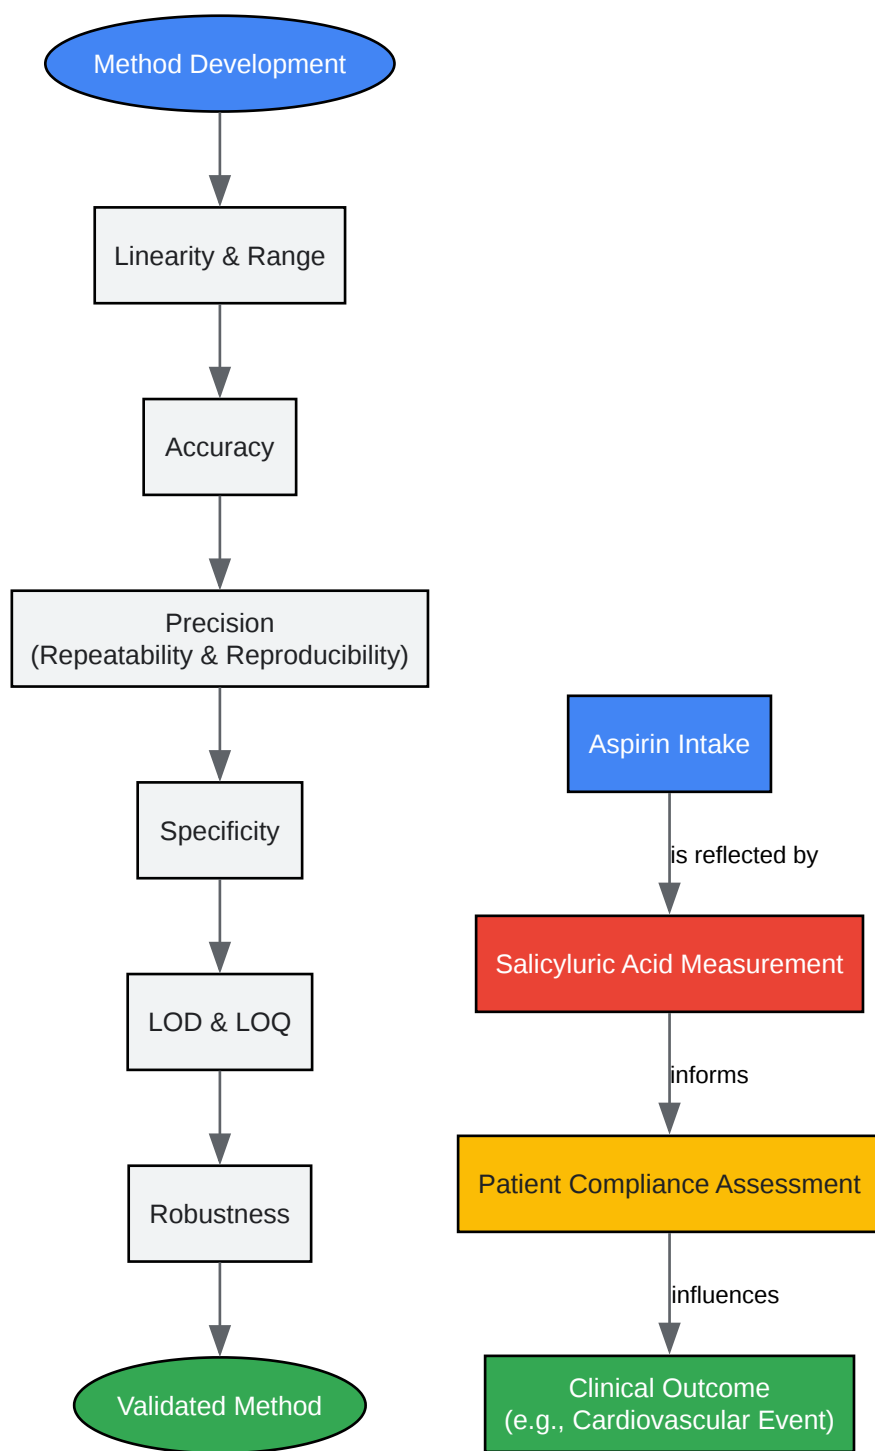 Method Development
Linearity & Range
Accuracy
Precision
(Repeatability & Reproducibility)
Specificity
LOD & LOQ
Robustness
Validated Method
Aspirin Intake
is reflected by
Salicyluric Acid Measurement
informs
Patient Compliance Assessment
influences
Clinical Outcome
(e.g., Cardiovascular Event)